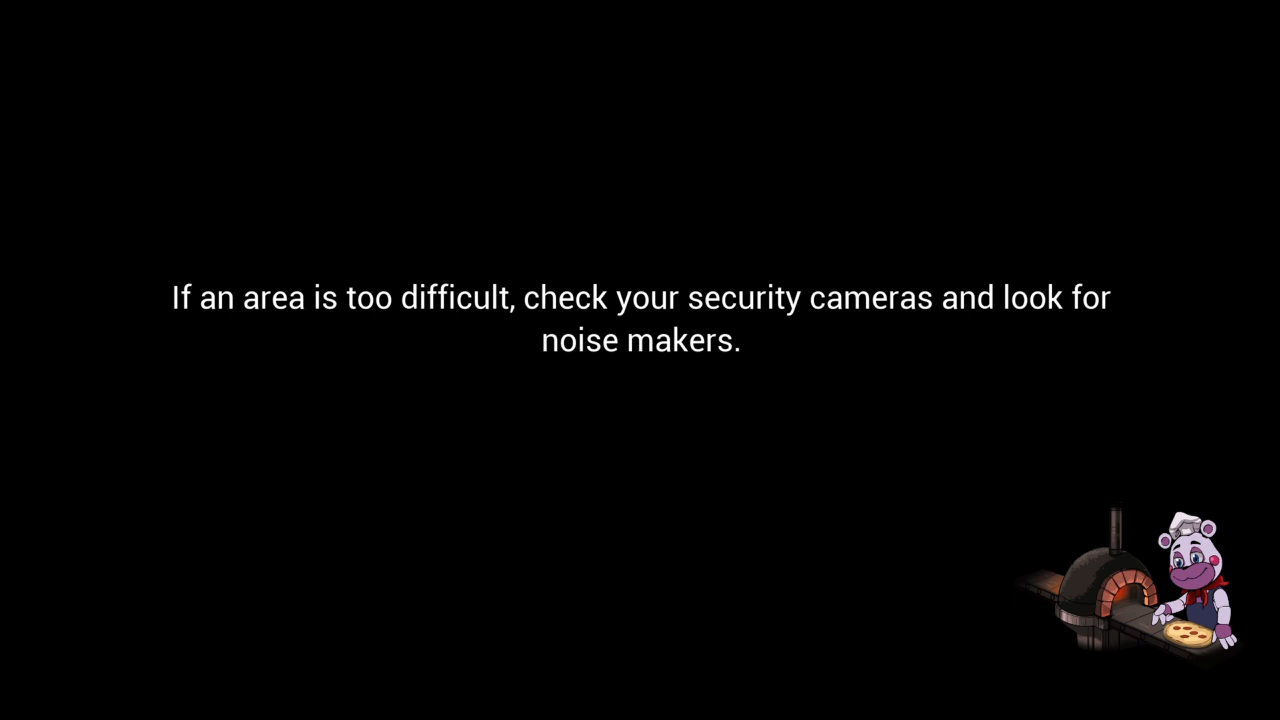 If an area is too difficult, check your security cameras and look for
noise makers.